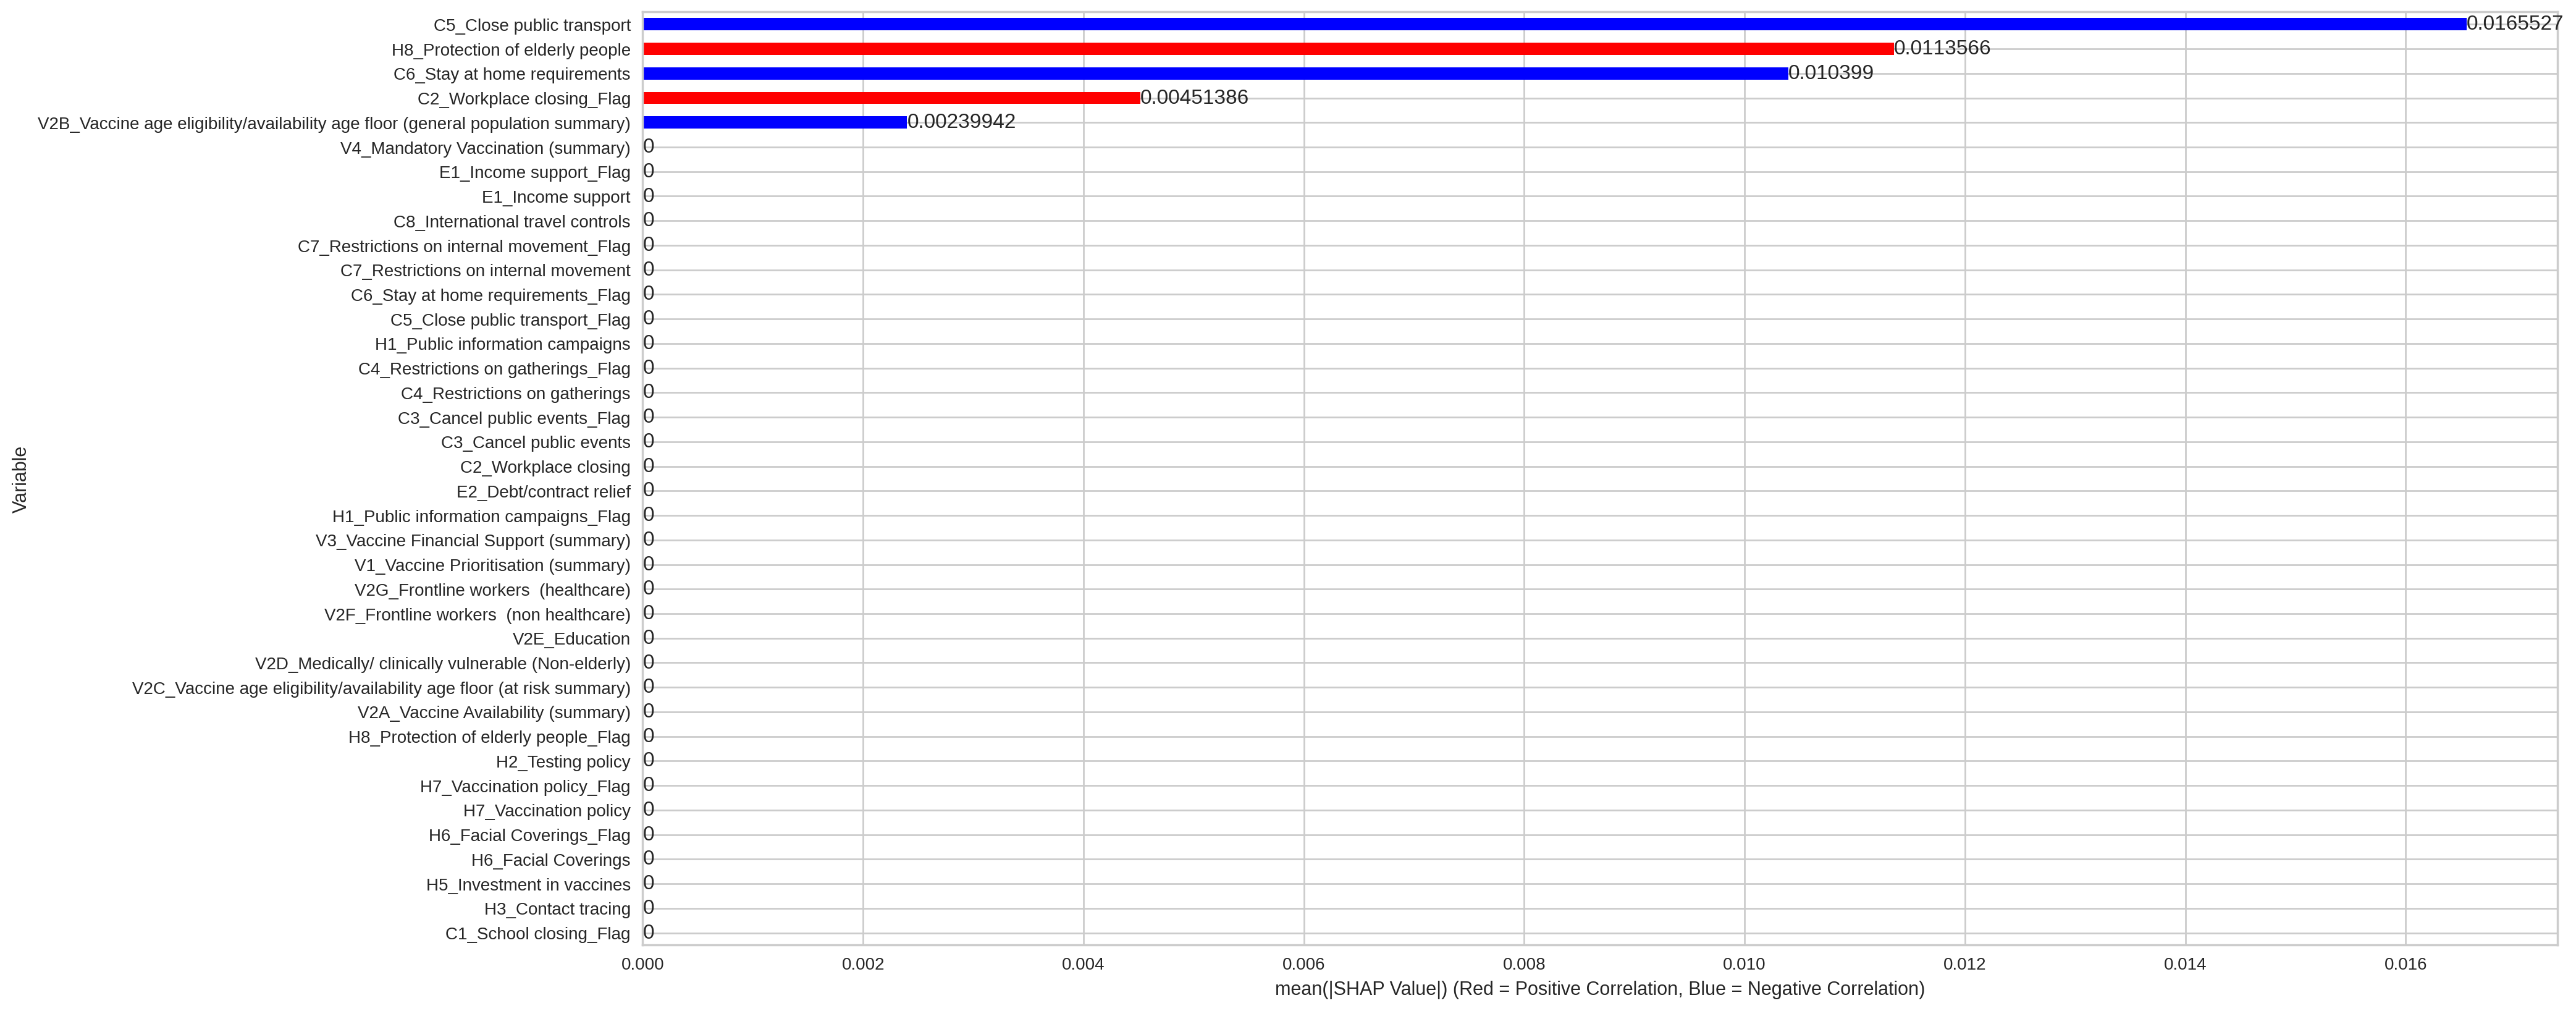 C5_Close public transport 0.0165527
H8_Protection of elderly people 0.0113566
C6_Stay at home requirements 0.010399
C2_Workplace closing_Flag 0.00451386
V2B_Vaccine age eligibility/availability age floor (general population summary) 0.00239942
V4_Mandatory Vaccination (summary) 0
E1_Income support_Flag 0
E1_Income support 0
C8_International travel controls 0
C7_Restrictions on internal movement_Flag 0
C7_Restrictions on internal movement 0
C6_Stay at home requirements_Flag 0
C5_Close public transport_Flag 0
H1_Public information campaigns 0
C4_Restrictions on gatherings_Flag 0
C4_Restrictions on gatherings 0
C3_Cancel public events_Flag 0
C3_Cancel public events 0
C2_Workplace closing 0
E2_Debt/contract relief 0
H1_Public information campaigns_Flag 0
V3_Vaccine Financial Support (summary) 0
V1_Vaccine Prioritisation (summary) 0
V2G_Frontline workers  (healthcare) 0
V2F_Frontline workers  (non healthcare) 0
V2E_Education 0
V2D_Medically/ clinically vulnerable (Non-elderly) 0
V2C_Vaccine age eligibility/availability age floor (at risk summary) 0
V2A_Vaccine Availability (summary) 0
H8_Protection of elderly people_Flag 0
H2_Testing policy 0
H7_Vaccination policy_Flag 0
H7_Vaccination policy 0
H6_Facial Coverings_Flag 0
H6_Facial Coverings 0
H5_Investment in vaccines 0
H3_Contact tracing 0
C1_School closing_Flag 0
Variable
0.000 0.002 0.004 0.006 0.008 0.010 0.012 0.014 0.016
mean(|SHAP Value|) (Red = Positive Correlation, Blue = Negative Correlation)